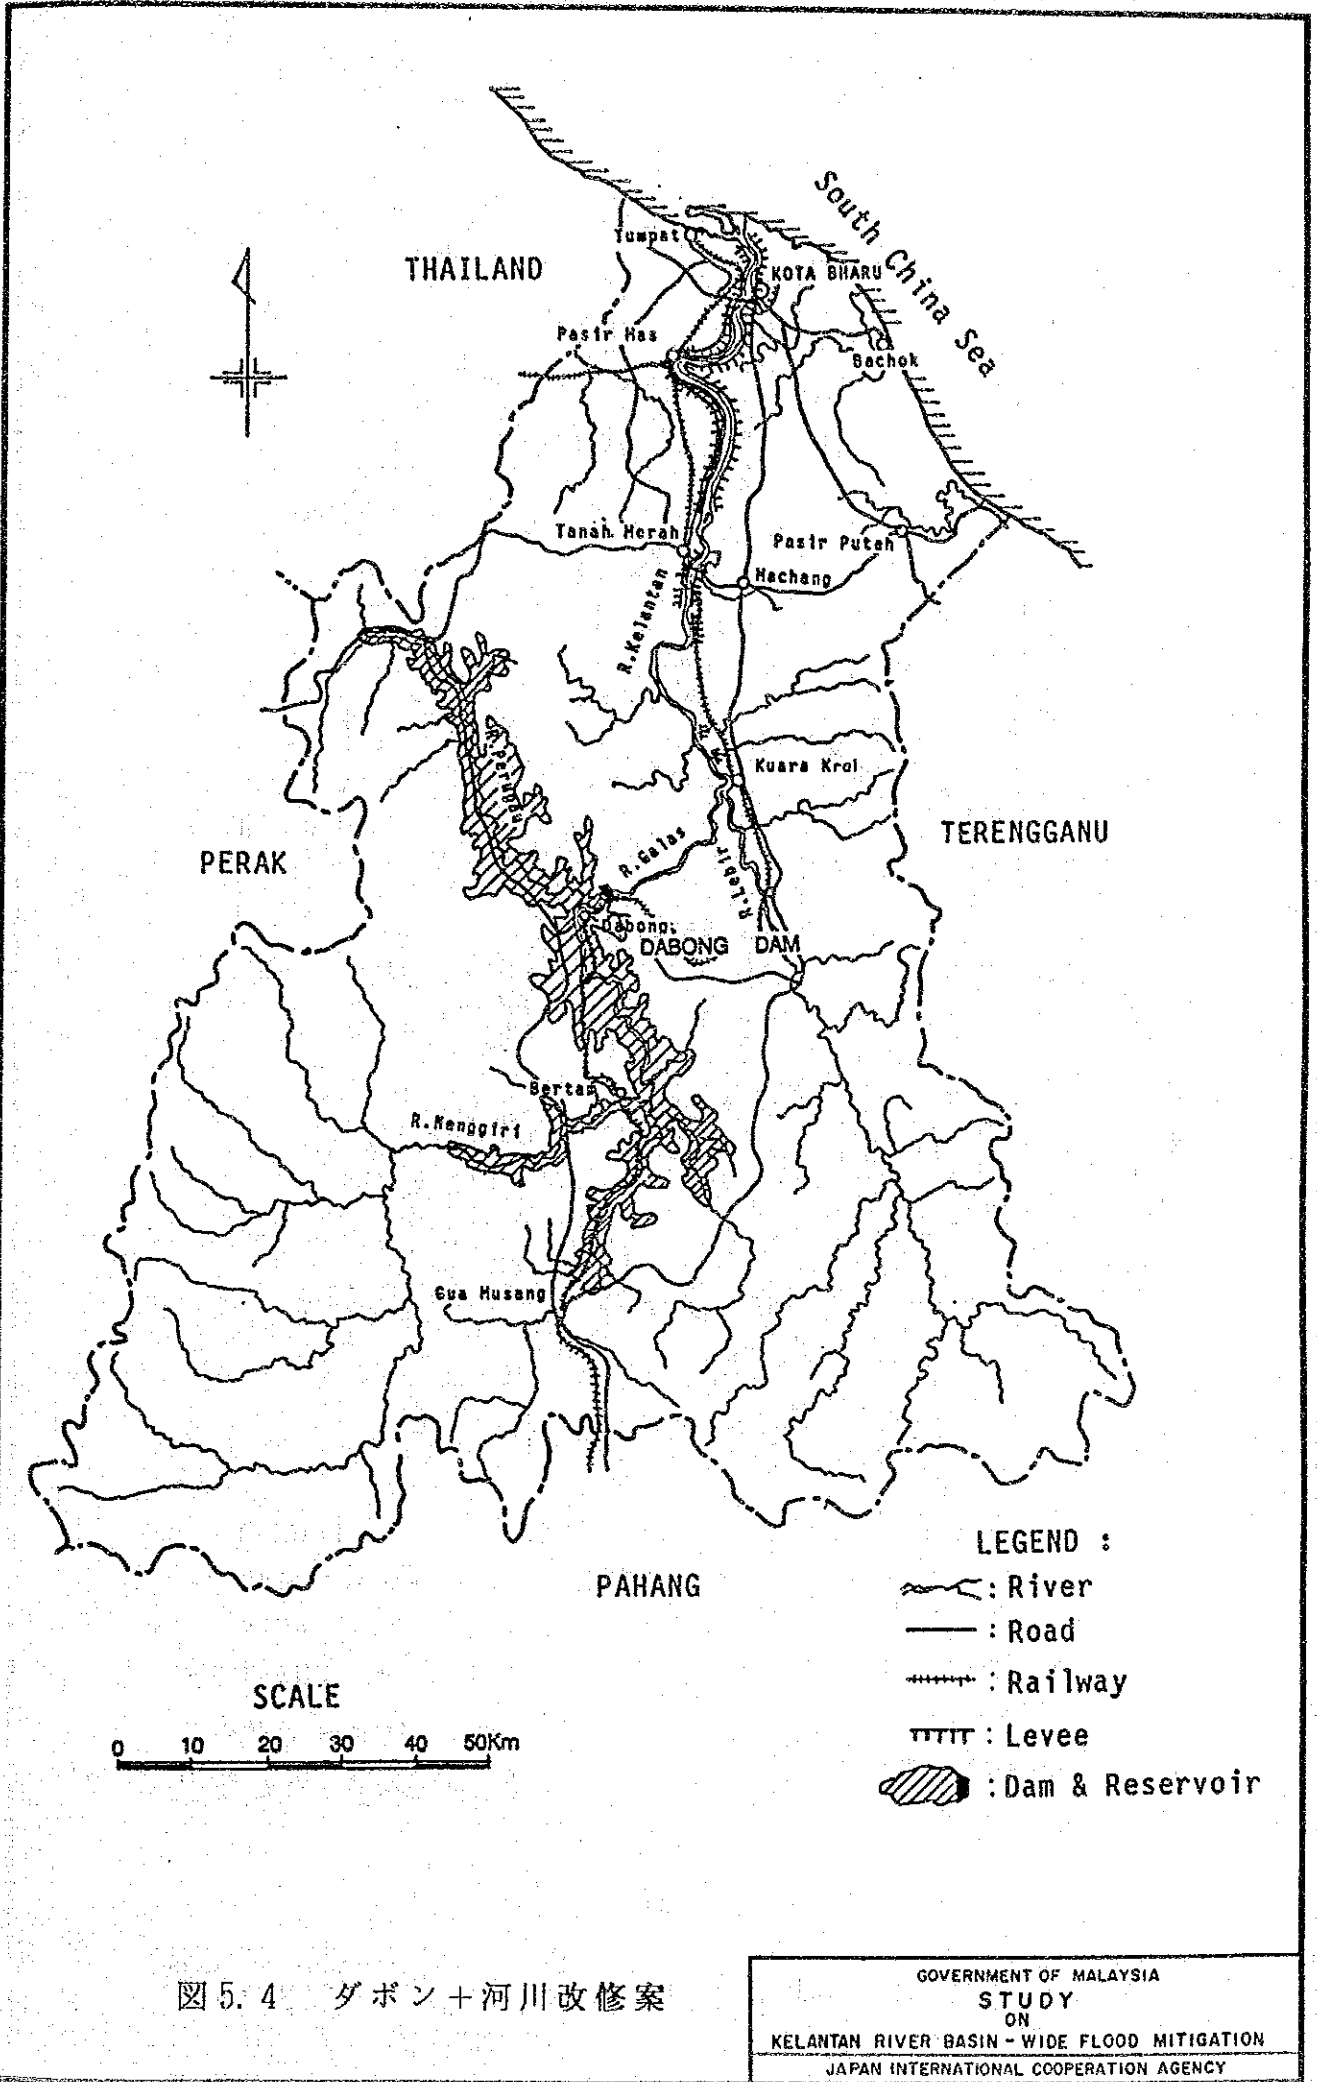 South China Sea
THAILAND
Tumpat
KOTA BHARU
Pasir Mas
Bachok
Tanah Merah
Pasir Puteh
Machang
R.Kelantan
Kuara Krai
TERENGGANU
PERAK
R.Galas
R.Lebir
Dabong
DABONG DAM
Bertam
R.Nenggiri
Gua Musang
PAHANG
LEGEND :
: River
: Road
: Railway
: Levee
: Dam & Reservoir
SCALE
0 10 20 30 40 50Km
図5.4 ダボン+河川改修案
GOVERNMENT OF MALAYSIA
STUDY
ON
KELANTAN RIVER BASIN - WIDE FLOOD MITIGATION
JAPAN INTERNATIONAL COOPERATION AGENCY